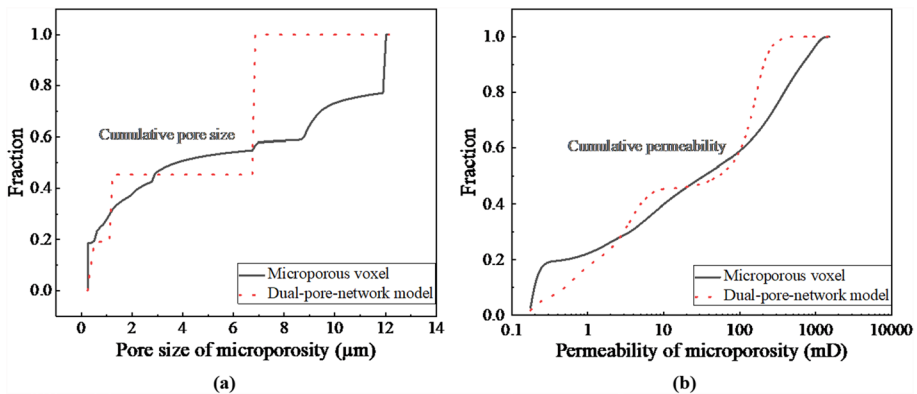 1.0
0.8
0.6
0.4
0.2
0.0
Fraction
Cumulative pore size
Microporous voxel
Dual-pore-network model
0 2 4 6 8 10 12 14
Pore size of microporosity (µm)
(a)
1.0
0.8
0.6
0.4
0.2
0.0
Fraction
Cumulative permeability
Microporous voxel
Dual-pore-network model
0.1 1 10 100 1000 10000
Permeability of microporosity (mD)
(b)